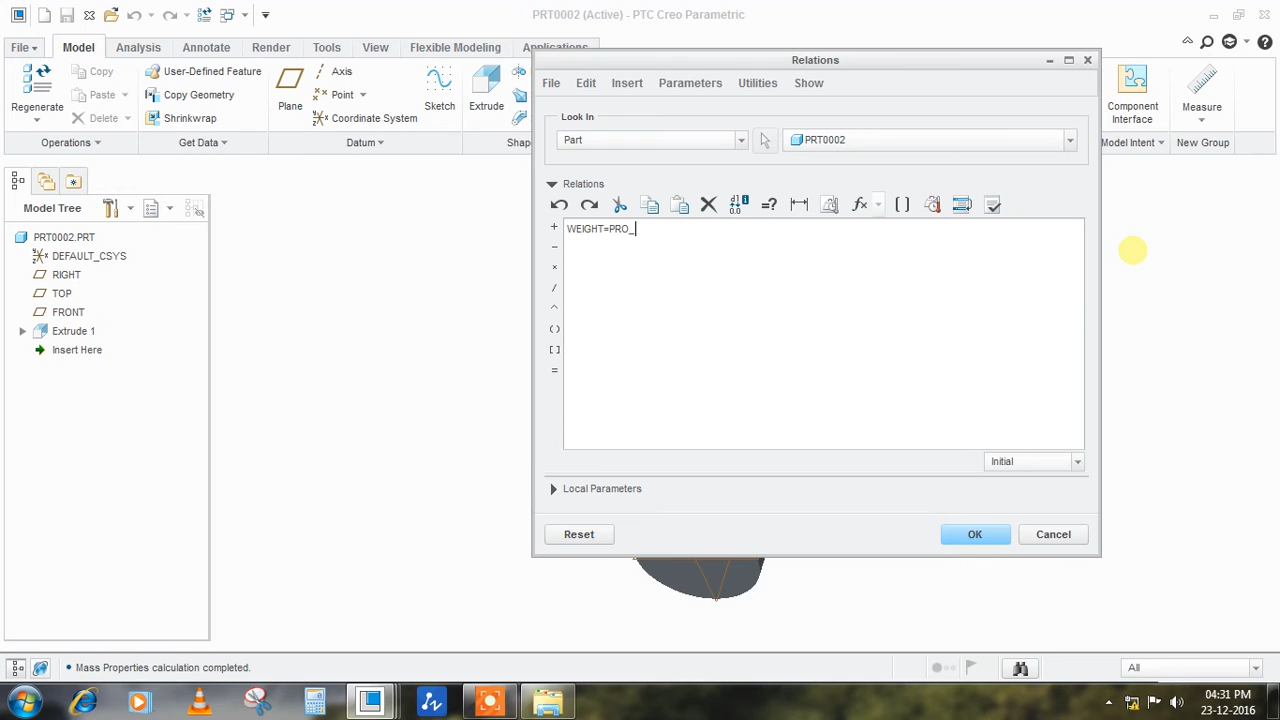 PRT0002 (Active) - PTC Creo Parametric
File Model Analysis Annotate Render Tools View Flexible Modeling Applications
Regenerate
Copy
Paste
Delete
Operations
User-Defined Feature
Copy Geometry
Shrinkwrap
Get Data
Plane
Axis
Point
Coordinate System
Sketch
Datum
Extrude
Component Interface
Model Intent
Measure
New Group
Relations
File Edit Insert Parameters Utilities Show
Look In
Part
PRT0002
Relations
WEIGHT=PRO_
Initial
Local Parameters
Reset OK Cancel
Model Tree
PRT0002.PRT
DEFAULT_CSYS
RIGHT
TOP
FRONT
Extrude 1
Insert Here
Mass Properties calculation completed.
All
04:31 PM
23-12-2016